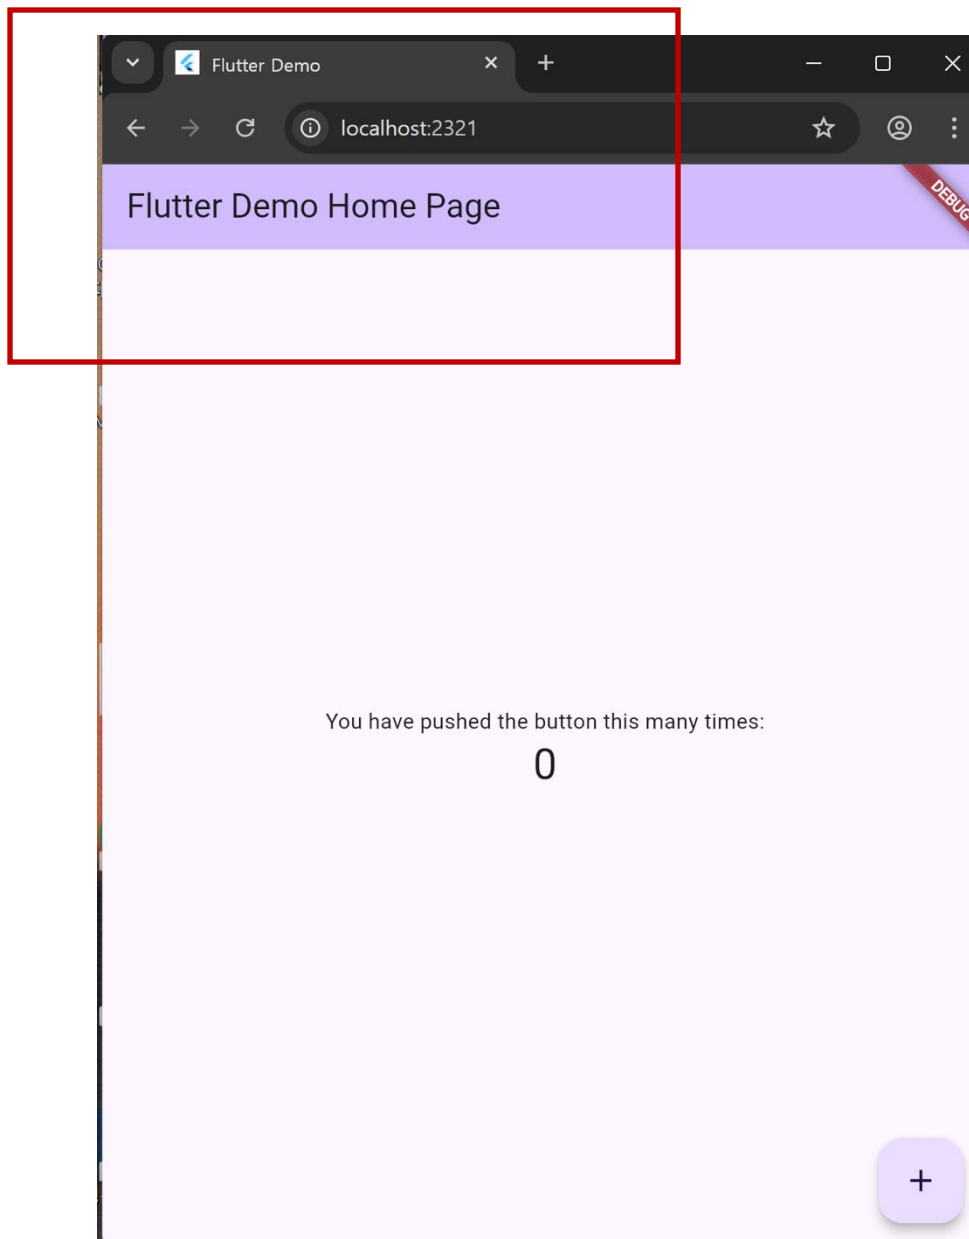 Flutter Demo
localhost:2321
Flutter Demo Home Page
DEBUG
You have pushed the button this many times:
0